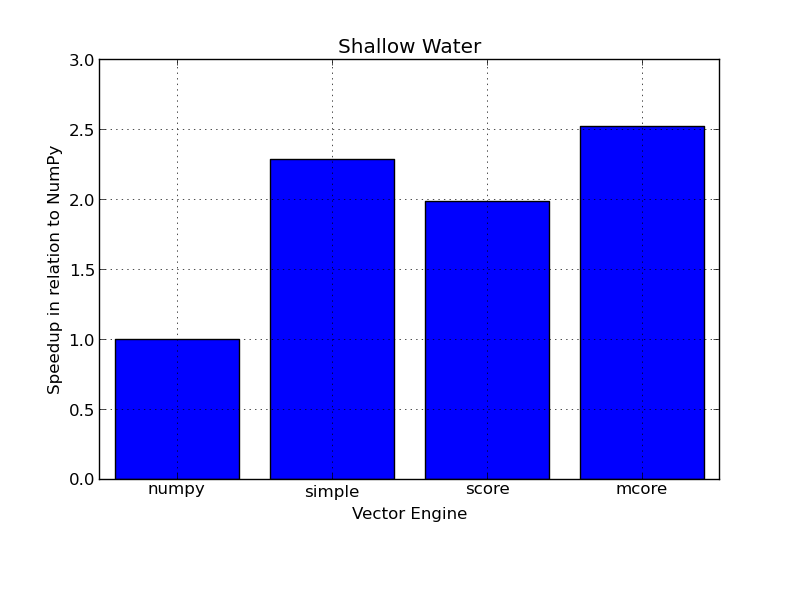 Shallow Water
3.0
2.5
2.0
1.5
1.0
0.5
0.0
Speedup in relation to NumPy
numpy simple score mcore
Vector Engine